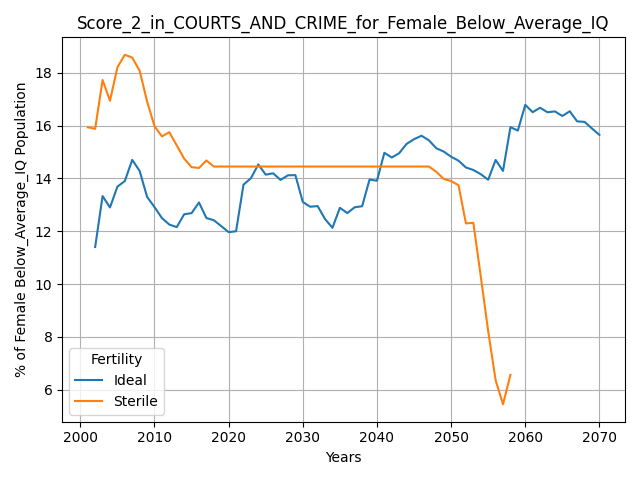 Score_2_in_COURTS_AND_CRIME_for_Female_Below_Average_IQ
% of Female Below_Average_IQ Population
18
16
14
12
10
8
6
Fertility
Ideal
Sterile
2000 2010 2020 2030 2040 2050 2060 2070
Years